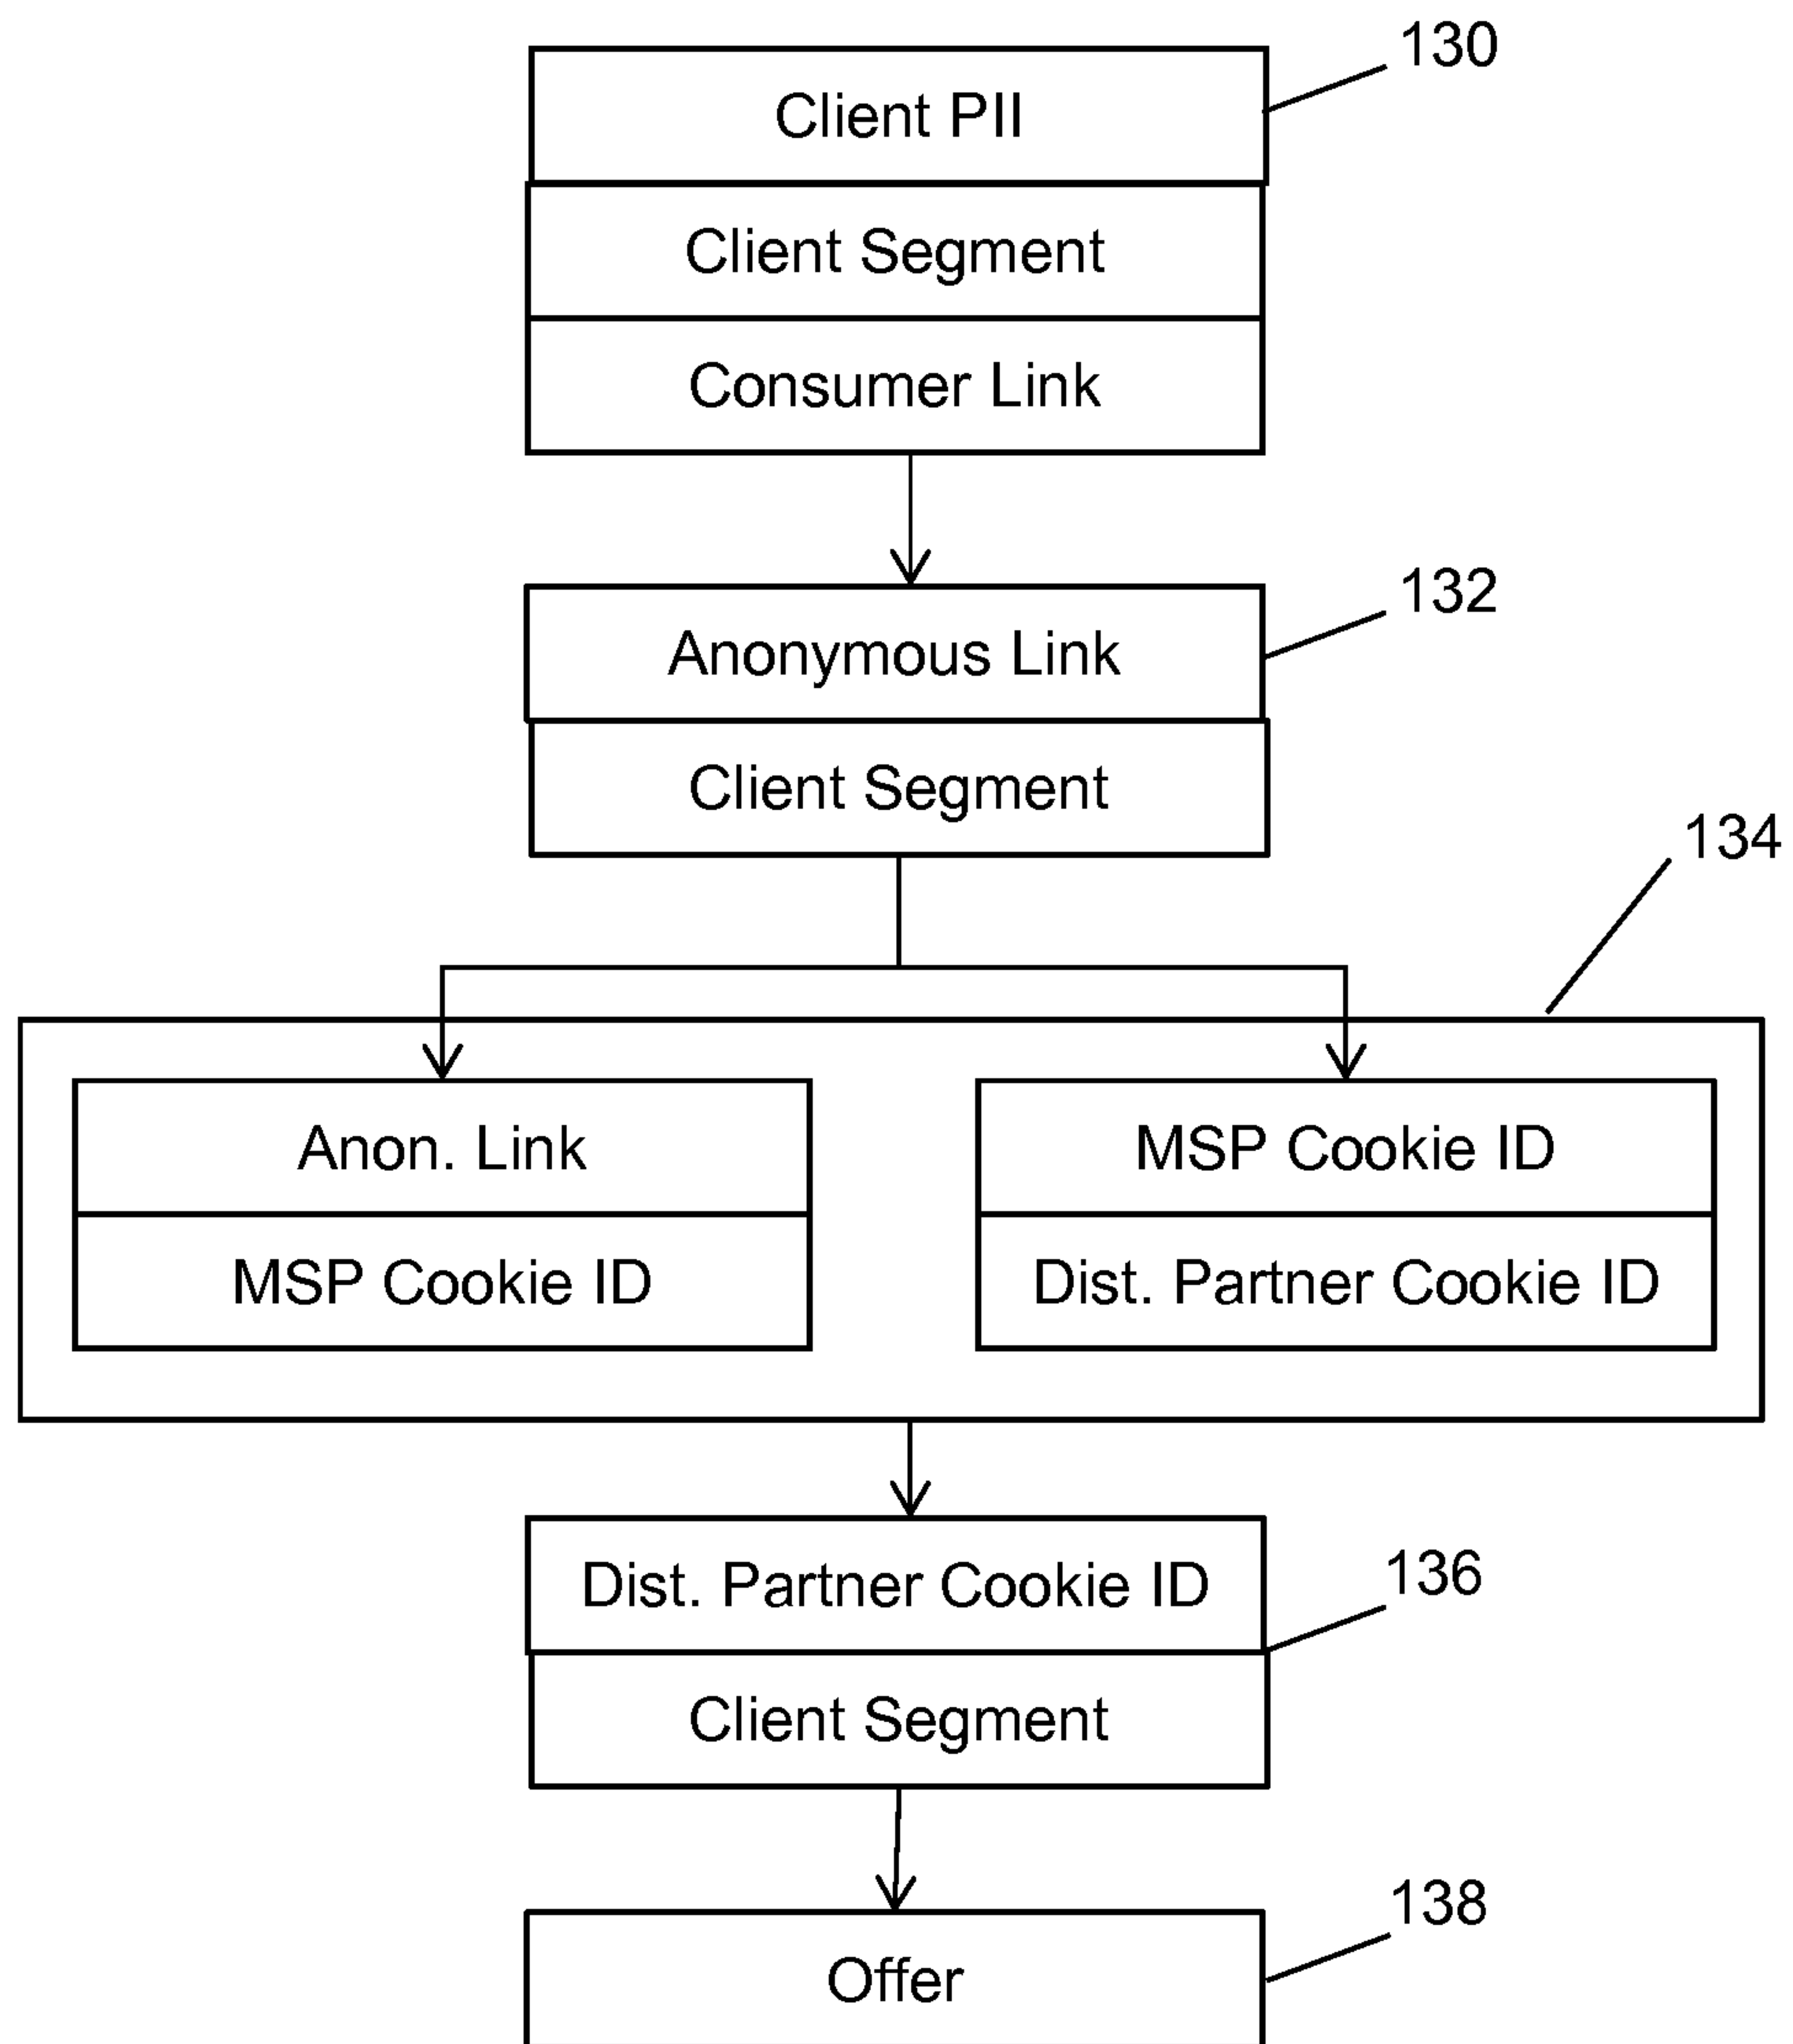 130
Client PII
Client Segment
Consumer Link
132
Anonymous Link
Client Segment
134
Anon. Link
MSP Cookie ID
MSP Cookie ID
Dist. Partner Cookie ID
Dist. Partner Cookie ID
136
Client Segment
138
Offer